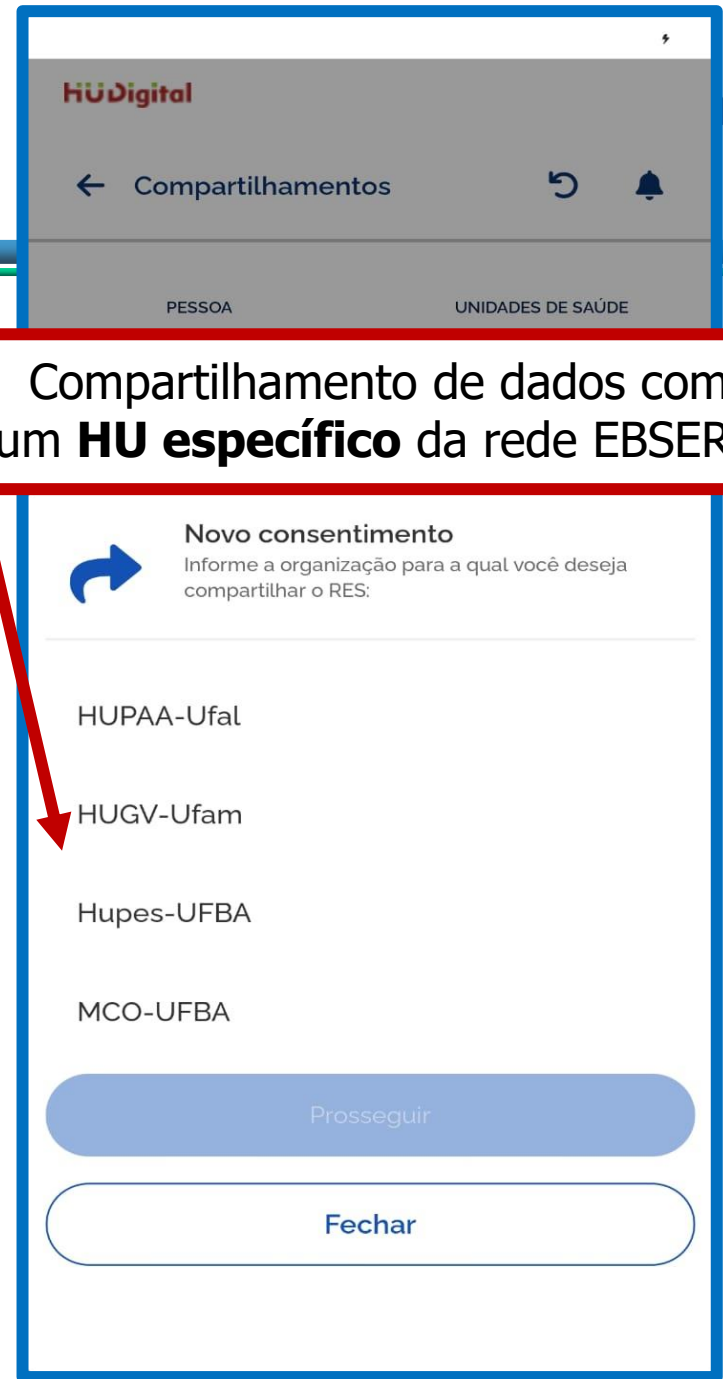 HUDigital
Compartilhamentos
PESSOA UNIDADES DE SAÚDE
Compartilhamento de dados com
um HU específico da rede EBSER
Novo consentimento
Informe a organização para a qual você deseja
compartilhar o RES:
HUPAA-Ufal
HUGV-Ufam
Hupes-UFBA
MCO-UFBA
Prosseguir
Fechar